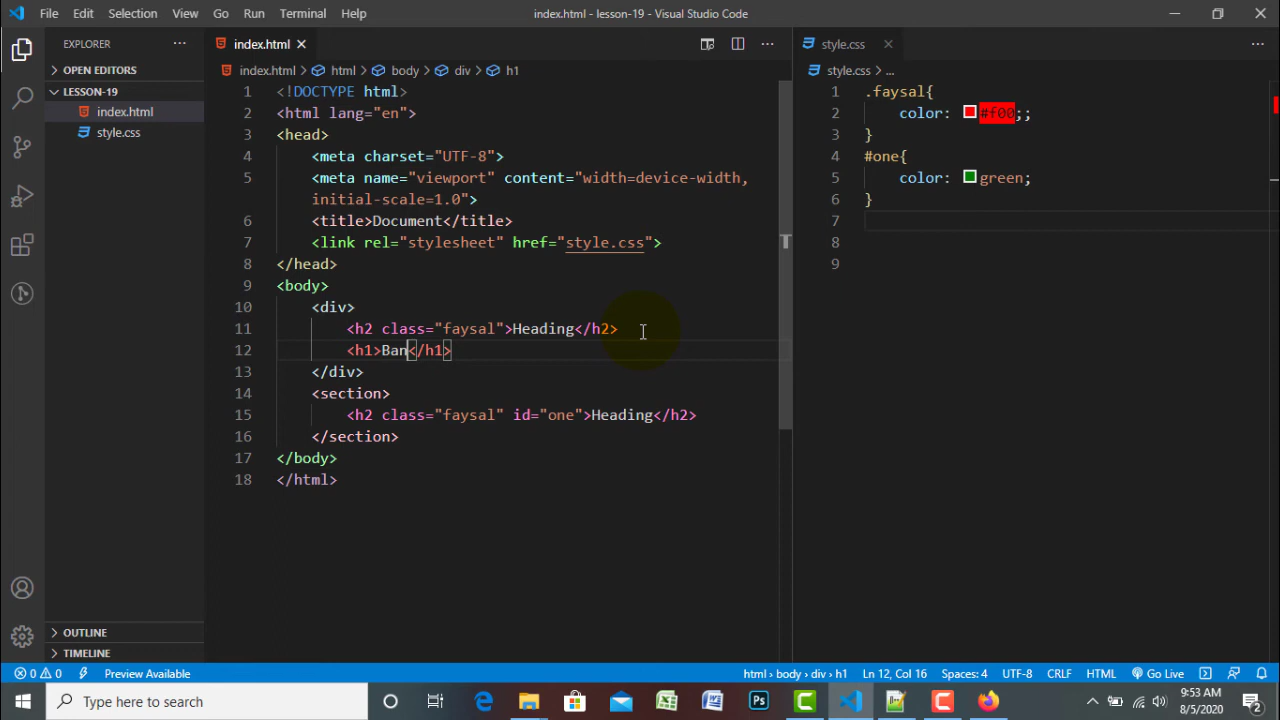 File Edit Selection View Go Run Terminal Help
index.html - lesson-19 - Visual Studio Code
EXPLORER
OPEN EDITORS
LESSON-19
index.html
style.css
OUTLINE
TIMELINE
index.html
index.html html body div h1
1 <!DOCTYPE html>
2 <html lang="en">
3 <head>
4 <meta charset="UTF-8">
5 <meta name="viewport" content="width=device-width,
initial-scale=1.0">
6 <title>Document</title>
7 <link rel="stylesheet" href="style.css">
8 </head>
9 <body>
10 <div>
11 <h2 class="faysal">Heading</h2>
12 <h1>Ban</h1>
13 </div>
14 <section>
15 <h2 class="faysal" id="one">Heading</h2>
16 </section>
17 </body>
18 </html>
style.css
style.css ...
1 .faysal{
2 color: #f00;;
3 }
4 #one{
5 color: green;
6 }
7
8
9
0 0 Preview Available
html › body › div › h1 Ln 12, Col 16 Spaces: 4 UTF-8 CRLF HTML Go Live
Type here to search
9:53 AM
8/5/2020
2